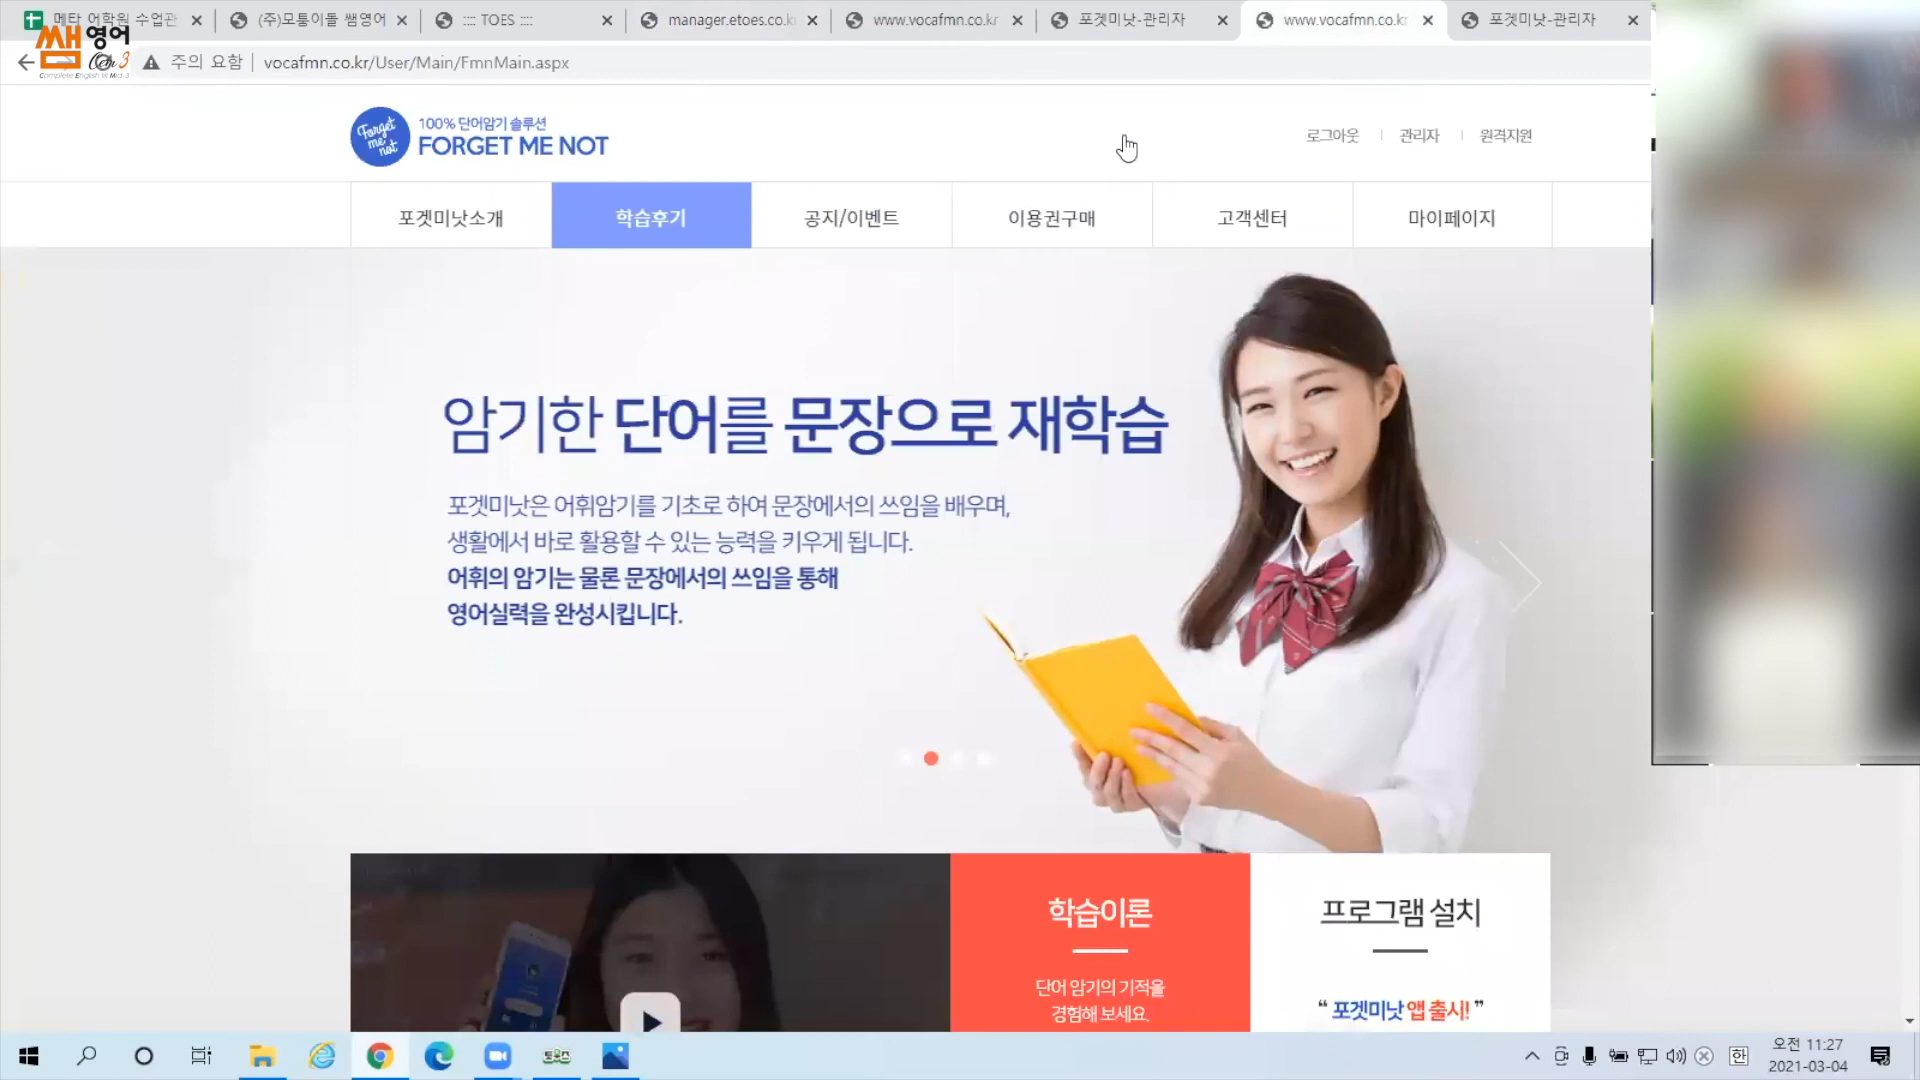 메타 어학원 수업관
(주)모퉁이돌 쌤영어
:::: TOES ::::
manager.etoes.co.k
www.vocafmn.co.kr
포겟미낫-관리자
www.vocafmn.co.kr
포겟미낫-관리자
쌤영어
Cem 3
Complete English till Mid-3
주의 요함
vocafmn.co.kr/User/Main/FmnMain.aspx
Forget me not
100% 단어암기 솔루션
FORGET ME NOT
로그아웃
관리자
원격지원
포겟미낫소개
학습후기
공지/이벤트
이용권구매
고객센터
마이페이지
암기한 단어를 문장으로 재학습
포겟미낫은 어휘암기를 기초로 하여 문장에서의 쓰임을 배우며,
생활에서 바로 활용할 수 있는 능력을 키우게 됩니다.
어휘의 암기는 물론 문장에서의 쓰임을 통해
영어실력을 완성시킵니다.
학습이론
단어 암기의 기적을
경험해 보세요.
프로그램 설치
“ 포겟미낫 앱 출시! ”
토우스
한
오전 11:27
2021-03-04